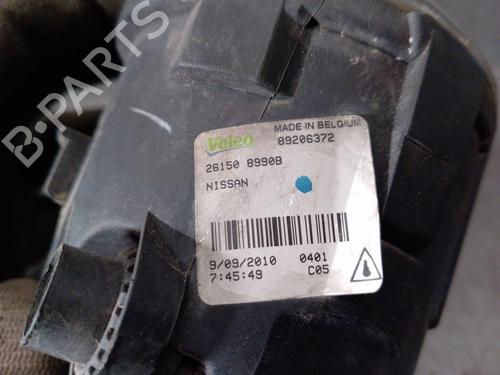 Valeo MADE IN BELGIUM
89206372
26150 8990B
NISSAN
9/09/2010 0401
7:45:49 C05
B-PARTS